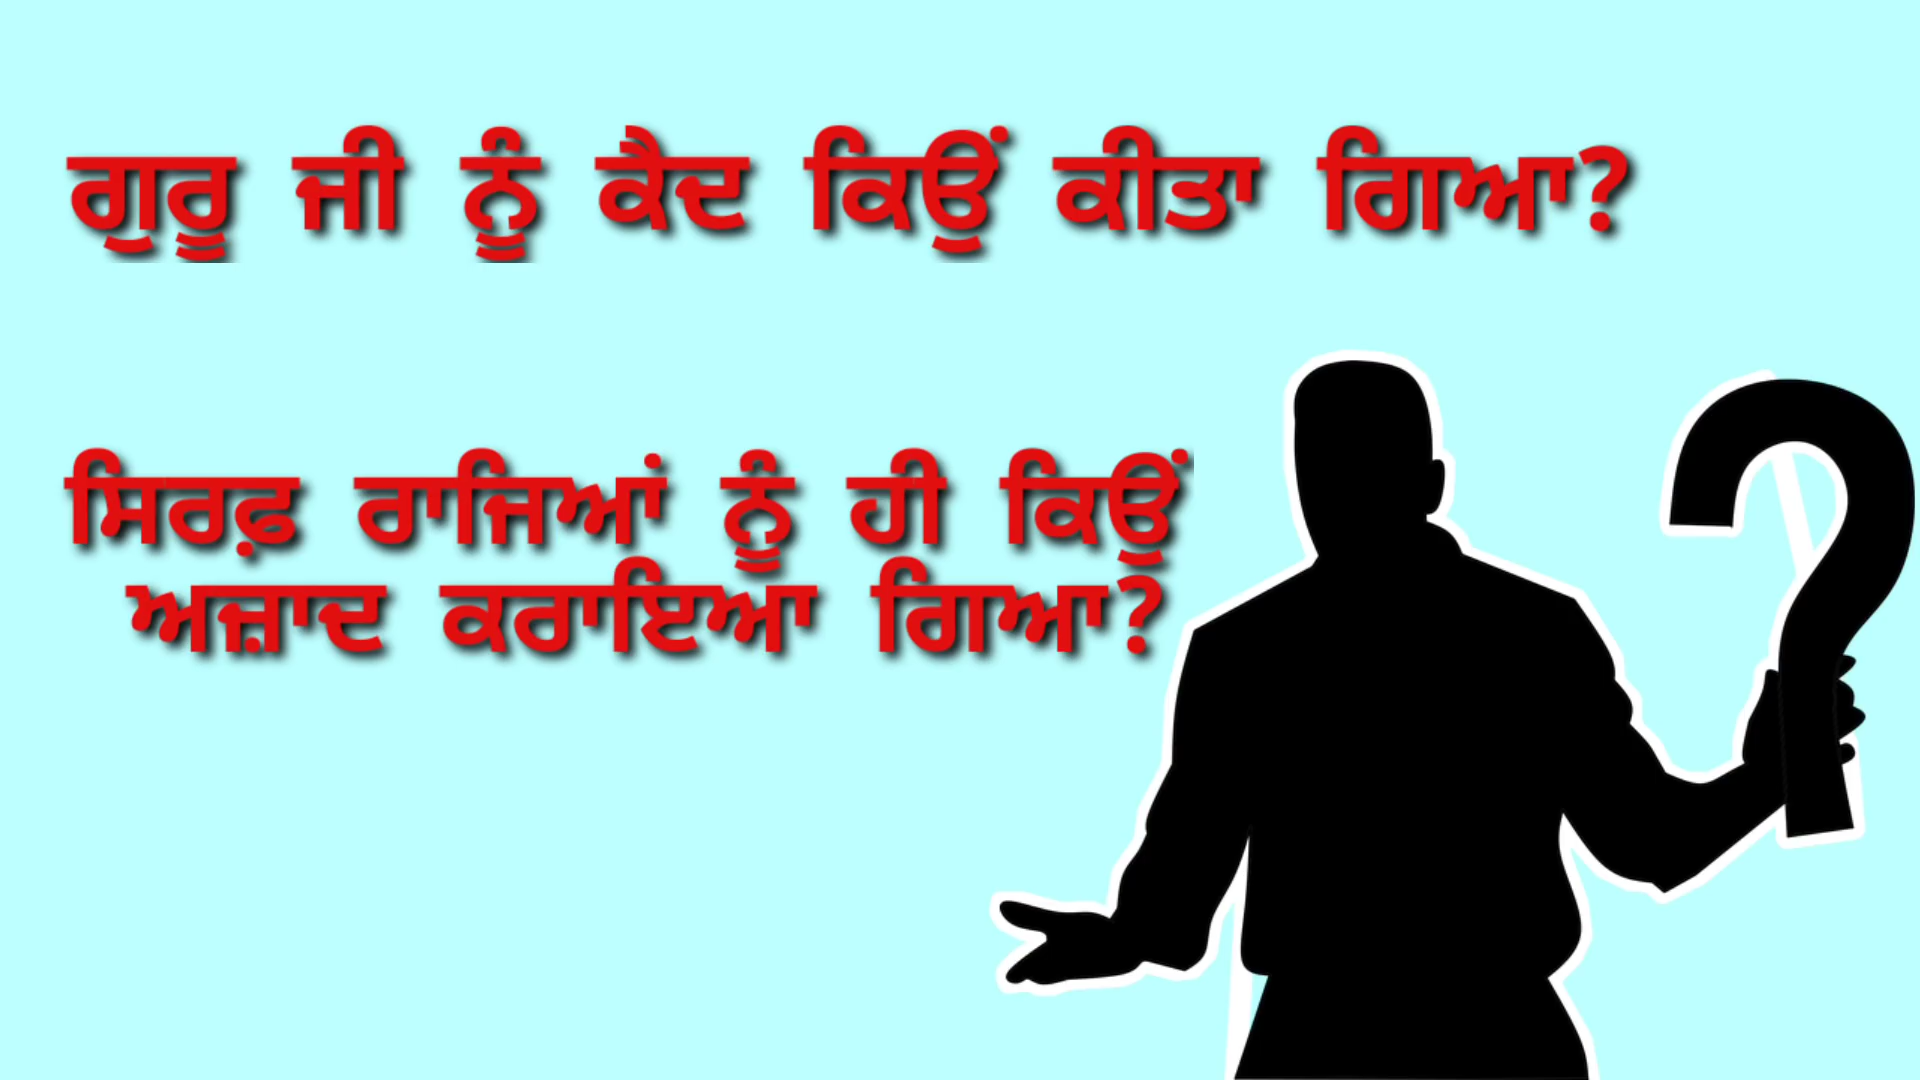 ਗੁਰੂ ਜੀ ਨੂੰ ਕੈਦ ਕਿਉਂ ਕੀਤਾ ਗਿਆ?
ਸਿਰਫ਼ ਰਾਜਿਆਂ ਨੂੰ ਹੀ ਕਿਉਂ
ਅਜ਼ਾਦ ਕਰਾਇਆ ਗਿਆ?